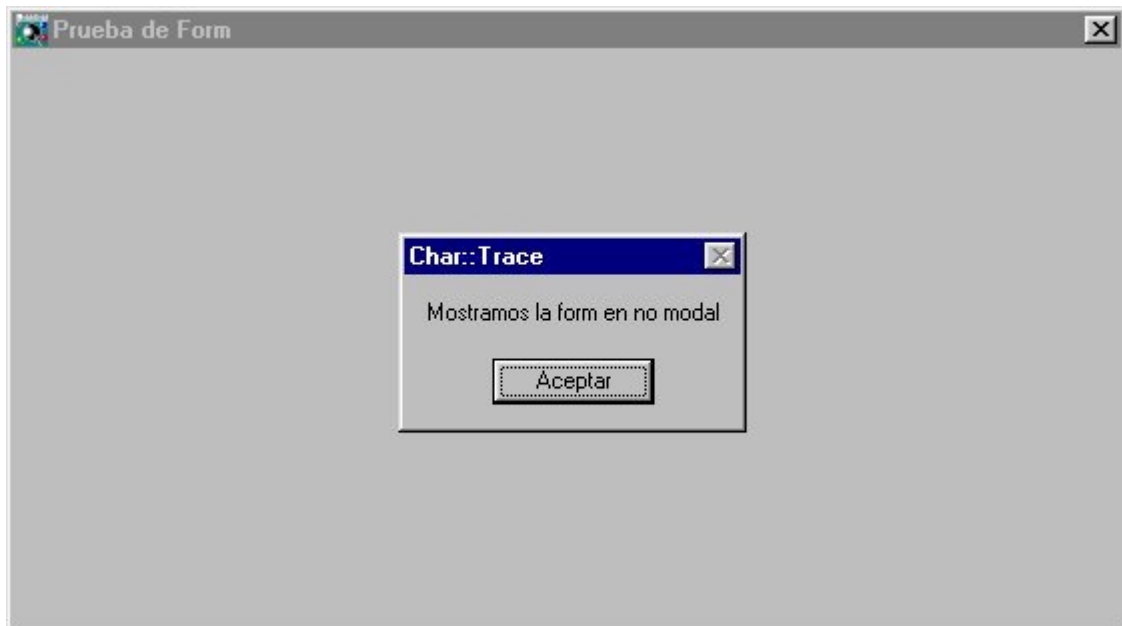 Prueba de Form
Char::Trace
Mostramos la form en no modal
Aceptar